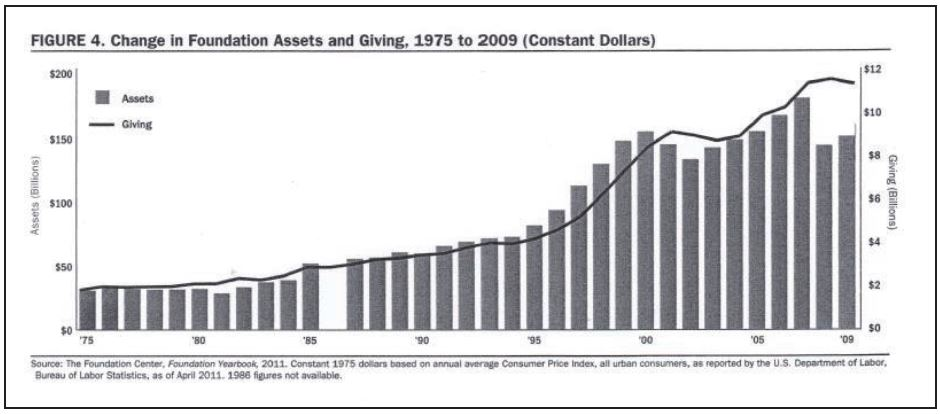 FIGURE 4. Change in Foundation Assets and Giving, 1975 to 2009 (Constant Dollars)
$200
$12
Assets
Giving
$10
$150
$8
Assets (Billions)
Giving (Billions)
$100
$6
$4
$50
$2
$0
$0
'75
'80
'85
'90
'95
'00
'05
'09
Source: The Foundation Center, Foundation Yearbook, 2011. Constant 1975 dollars based on annual average Consumer Price Index, all urban consumers, as reported by the U.S. Department of Labor,
Bureau of Labor Statistics, as of April 2011. 1986 figures not available.